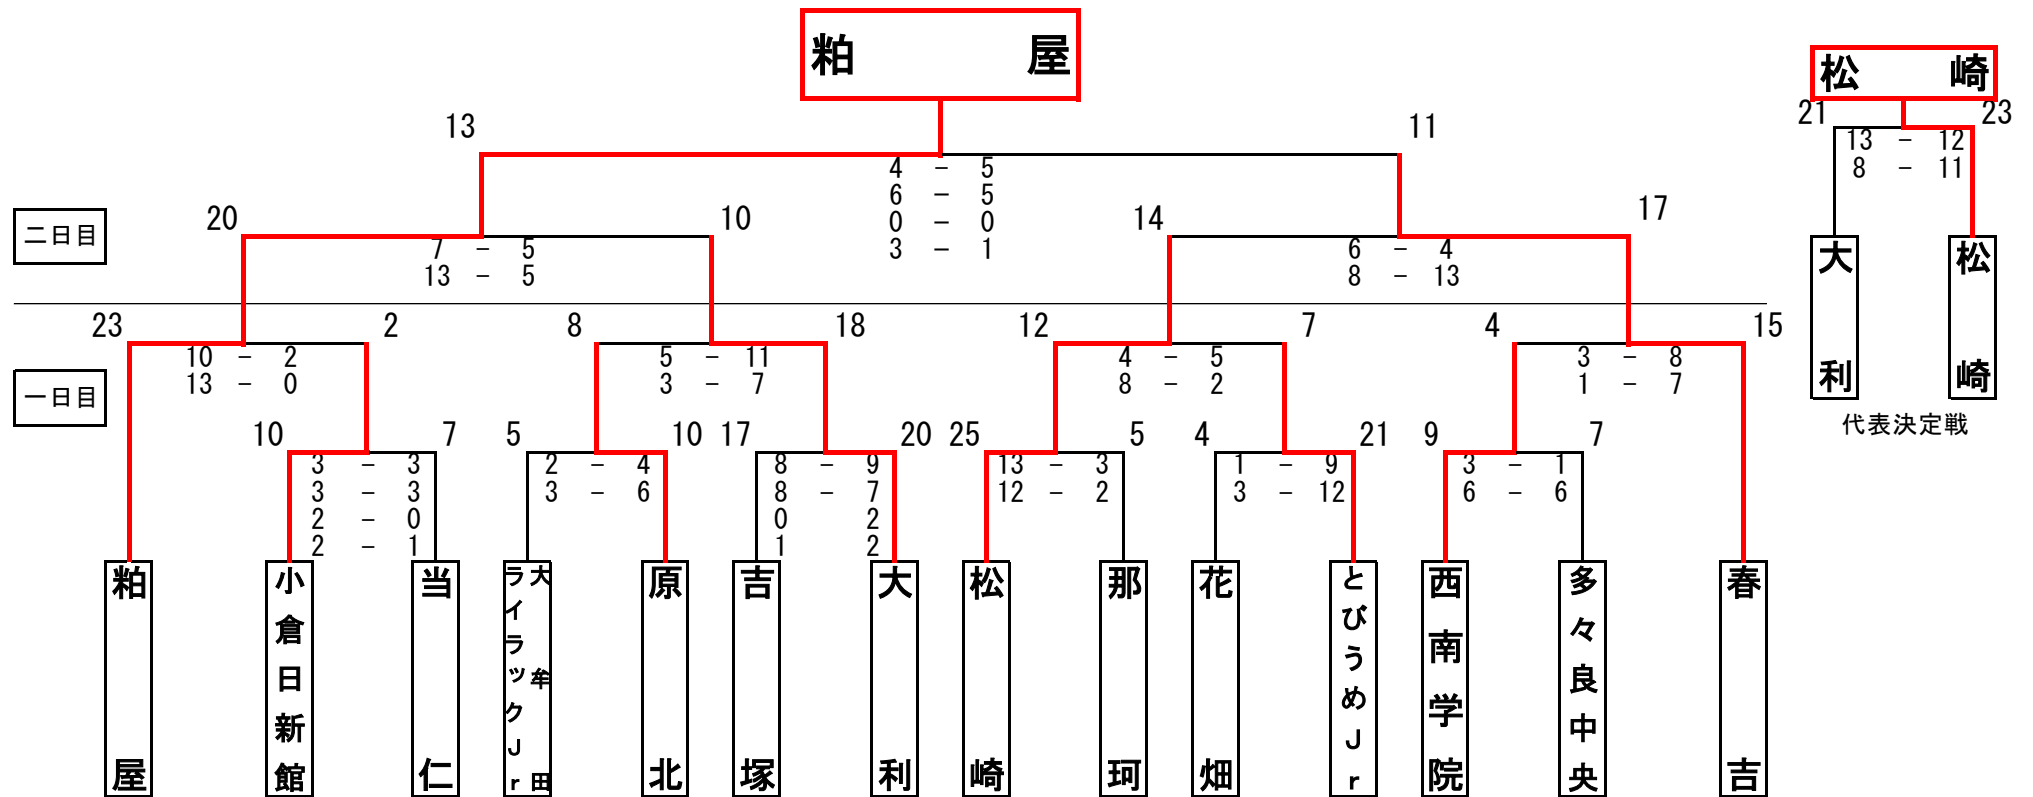 粕 屋
松 崎
21 23
13 - 12
8 - 11
13 11
4 - 5
6 - 5
0 - 0
3 - 1
二日目
20 10 14 17
7 - 5 6 - 4
13 - 5 8 - 13
大利 松崎
代表決定戦
一日目
23 2 8 18 12 7 4 15
10 - 2 5 - 11 4 - 5 3 - 8
13 - 0 3 - 7 8 - 2 1 - 7
10 7 5 10 17 20 25 5 4 21 9 7
3 - 3 2 - 4 8 - 9 13 - 3 1 - 9 3 - 1
3 - 3 3 - 6 8 - 7 12 - 2 3 - 12 6 - 6
2 - 0 0 2
2 - 1 1 2
粕屋
小倉日新館
当仁
大牟田
ライラックJr
原北
吉塚
大利
松崎
那珂
花畑
とびうめJr
西南学院
多々良中央
春吉